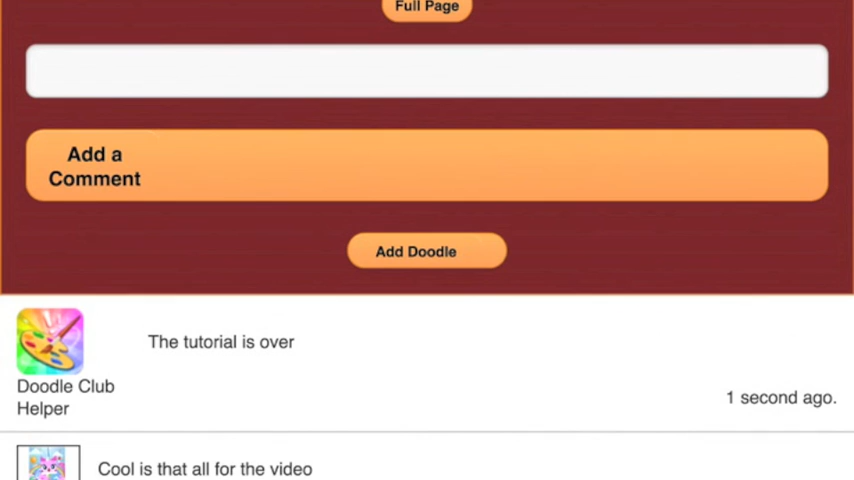 Full Page
Add a
Comment
Add Doodle
The tutorial is over
Doodle Club
Helper
1 second ago.
Cool is that all for the video